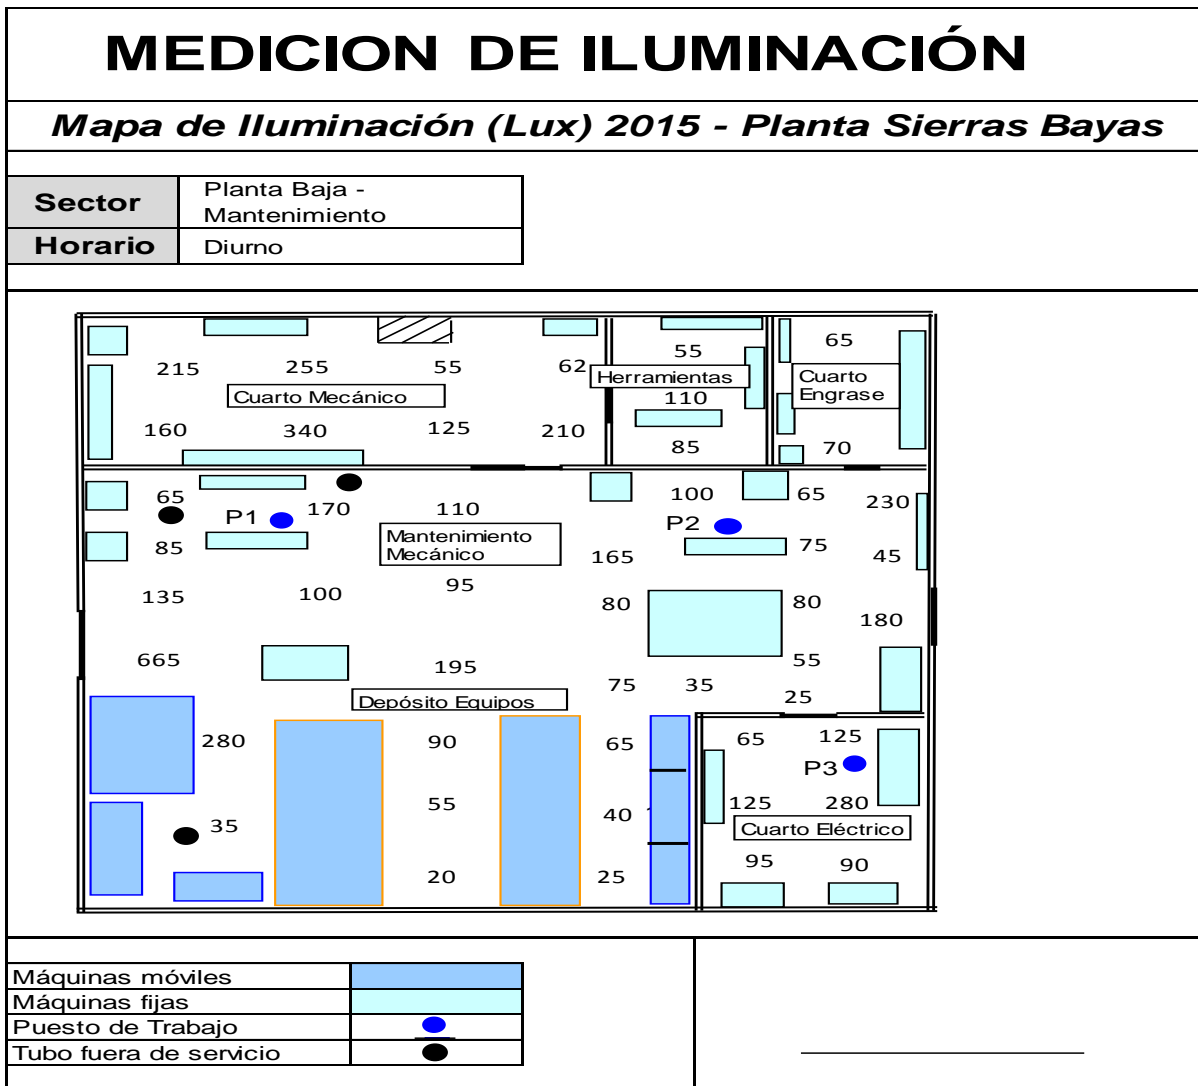 MEDICION DE ILUMINACIÓN
Mapa de Iluminación (Lux) 2015 - Planta Sierras Bayas
Sector
Planta Baja -
Mantenimiento
Horario
Diurno
215 255 55 62
Cuarto Mecánico
160 340 125 210
55
Herramientas
110
85
65
Cuarto
Engrase
70
65 170 110 100 65 230
P1
P2
Mantenimiento
Mecánico
85 165 75 45
135 100 95 80 80 180
665 195 55
75 35 25
Depósito Equipos
280 90 65
65 125
P3
55 40
125 280
35
Cuarto Eléctrico
20 25
95 90
Máquinas móviles
Máquinas fijas
Puesto de Trabajo
Tubo fuera de servicio